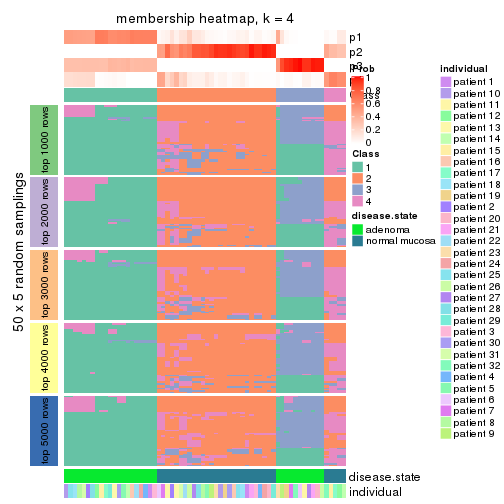 membership heatmap, k = 4
p1
p2
p3
Prob
1
0.8
0.6
0.4
0.2
0
Class
1
2
3
4
disease.state
adenoma
normal mucosa
individual
patient 1
patient 10
patient 11
patient 12
patient 13
patient 14
patient 15
patient 16
patient 17
patient 18
patient 19
patient 2
patient 20
patient 21
patient 22
patient 23
patient 24
patient 25
patient 26
patient 27
patient 28
patient 29
patient 3
patient 30
patient 31
patient 32
patient 4
patient 5
patient 6
patient 7
patient 8
patient 9
50 x 5 random samplings
top 1000 rows
top 2000 rows
top 3000 rows
top 4000 rows
top 5000 rows
disease.state
individual